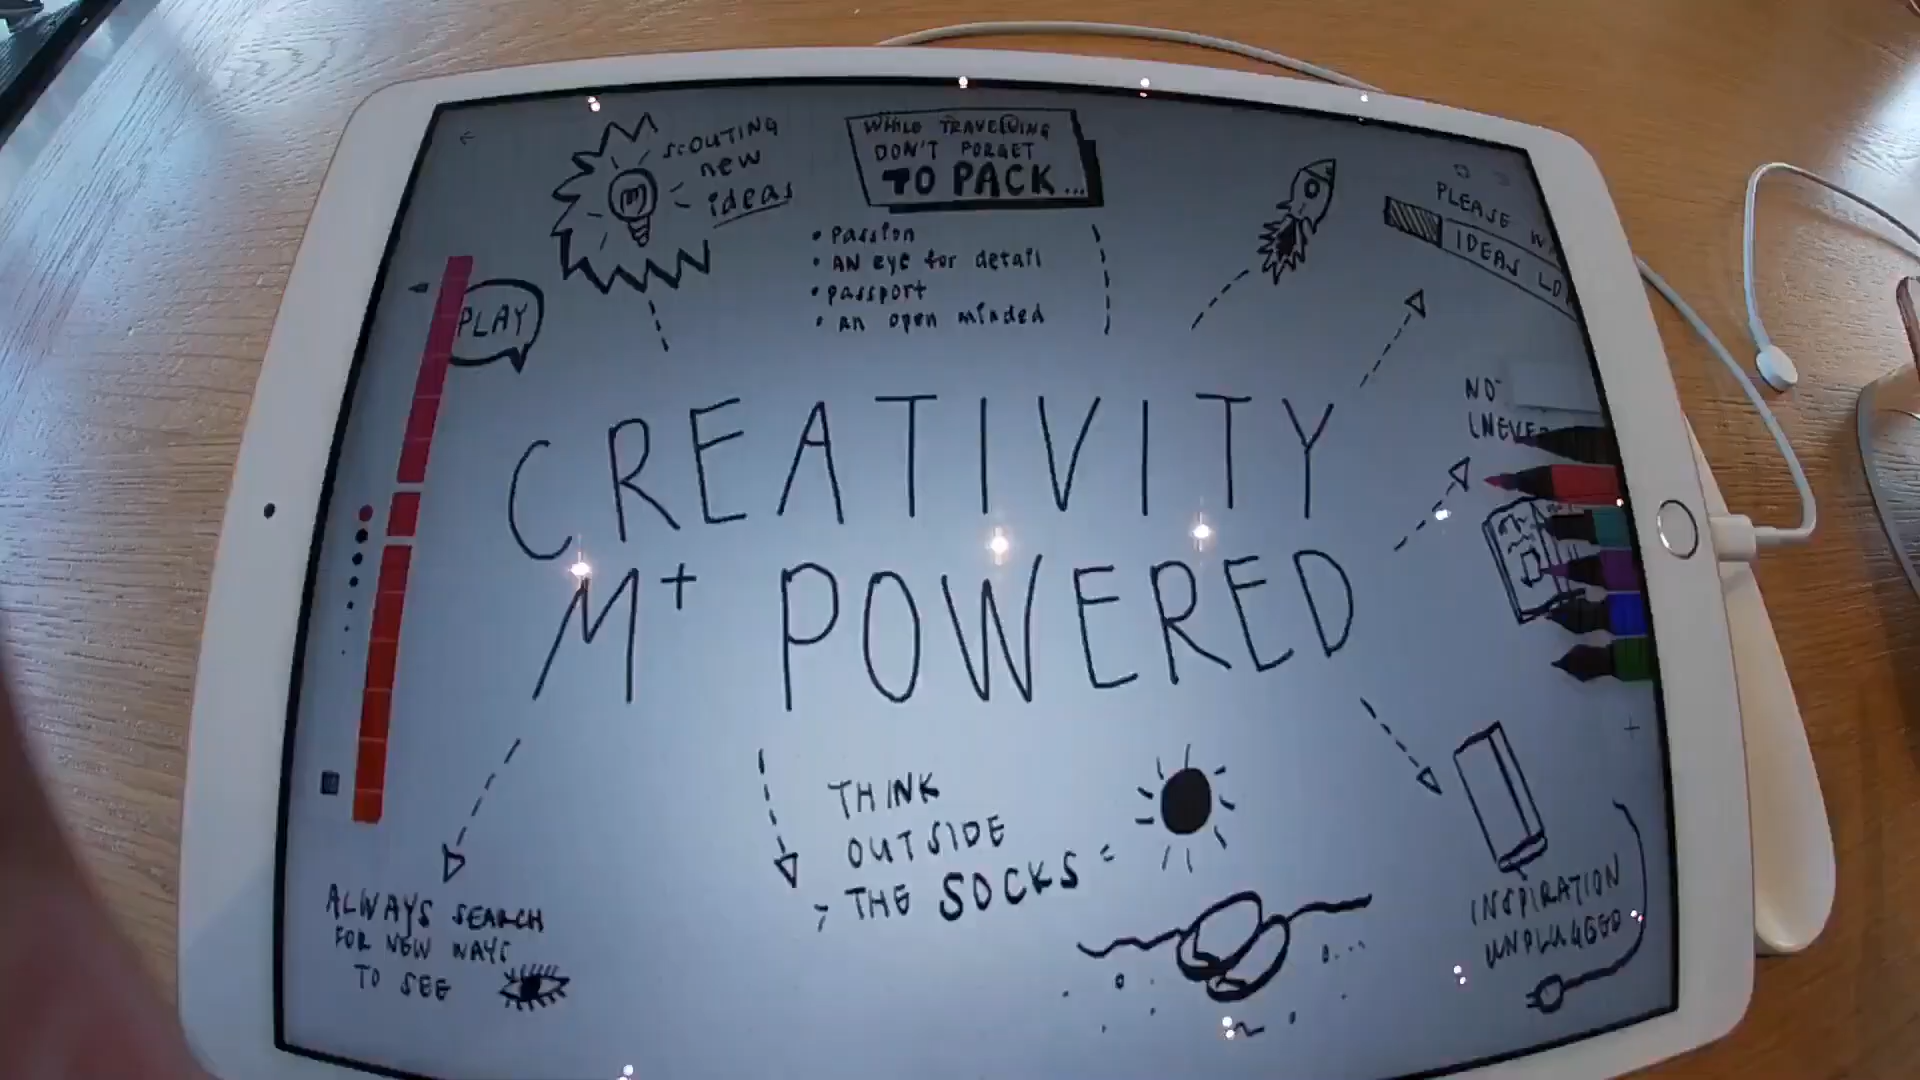 SCOUTING
new
ideas
WHILE TRAVELLING
DON'T FORGET
TO PACK...
• Passion
• AN eye for detail
• passport
• an open minded
PLEASE
IDEAS
PLAY
CREATIVITY
M+ POWERED
THINK
OUTSIDE
THE SOCKS =
ALWAYS SEARCH
FOR NEW WAYS
TO SEE
INSPIRATION
UNPLUGGED